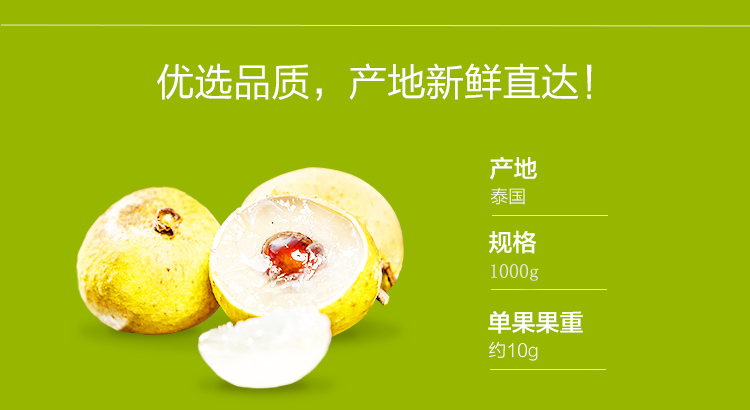 优选品质，产地新鲜直达！
产地
泰国
规格
1000g
单果果重
约10g